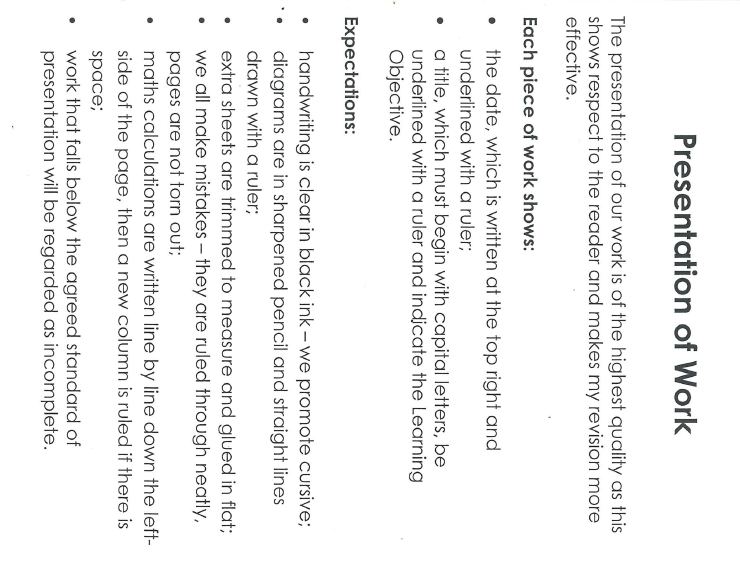 Presentation of Work
The presentation of our work is of the highest quality as this
shows respect to the reader and makes my revision more
effective.
Each piece of work shows:
• the date, which is written at the top right and
underlined with a ruler;
• a title, which must begin with capital letters, be
underlined with a ruler and indicate the Learning
Objective.
Expectations:
• handwriting is clear in black ink – we promote cursive;
• diagrams are in sharpened pencil and straight lines
drawn with a ruler;
• extra sheets are trimmed to measure and glued in flat;
• we all make mistakes – they are ruled through neatly,
pages are not torn out;
• maths calculations are written line by line down the left-
side of the page, then a new column is ruled if there is
space;
• work that falls below the agreed standard of
presentation will be regarded as incomplete.